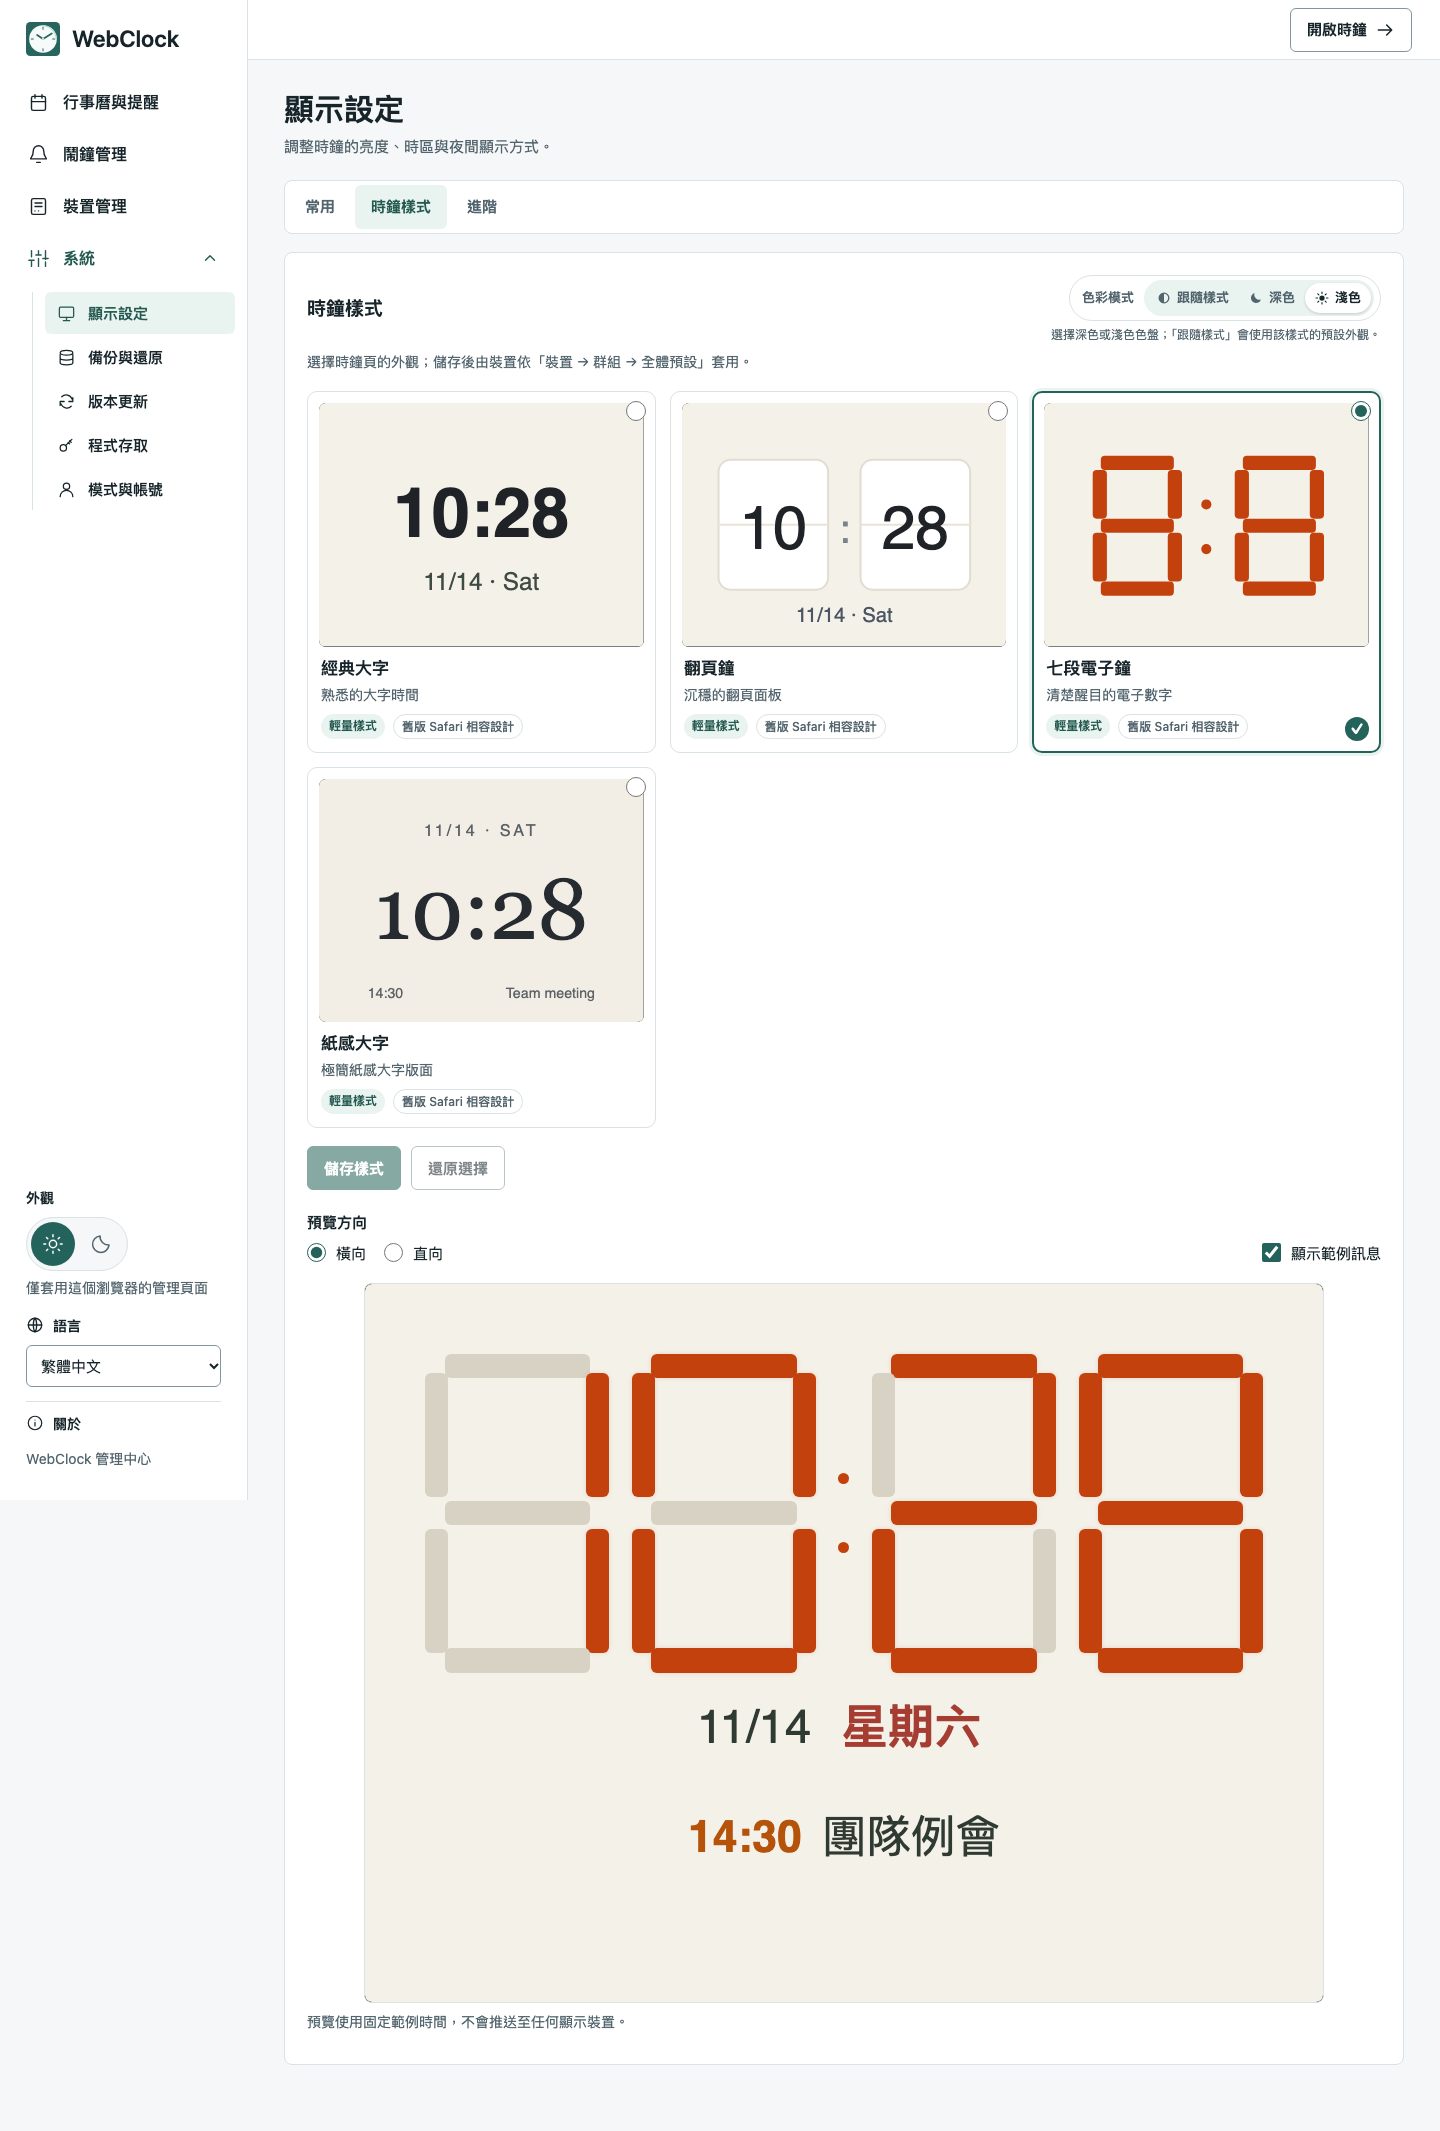 WebClock
開啟時鐘
行事曆與提醒
鬧鐘管理
裝置管理
系統
顯示設定
備份與還原
版本更新
程式存取
模式與帳號
外觀
僅套用這個瀏覽器的管理頁面
語言
繁體中文
關於
WebClock 管理中心
顯示設定
調整時鐘的亮度、時區與夜間顯示方式。
常用 時鐘樣式 進階
時鐘樣式
色彩模式 跟隨樣式 深色 淺色
選擇深色或淺色色盤；「跟隨樣式」會使用該樣式的預設外觀。
選擇時鐘頁的外觀；儲存後由裝置依「裝置 → 群組 → 全體預設」套用。
10:28
11/14 · Sat
經典大字
熟悉的大字時間
輕量樣式 舊版 Safari 相容設計
10 : 28
11/14 · Sat
翻頁鐘
沉穩的翻頁面板
輕量樣式 舊版 Safari 相容設計
8:8
七段電子鐘
清楚醒目的電子數字
輕量樣式 舊版 Safari 相容設計
11/14 · SAT
10:28
14:30 Team meeting
紙感大字
極簡紙感大字版面
輕量樣式 舊版 Safari 相容設計
儲存樣式 還原選擇
預覽方向
橫向 直向 顯示範例訊息
10:28
11/14 星期六
14:30 團隊例會
預覽使用固定範例時間，不會推送至任何顯示裝置。